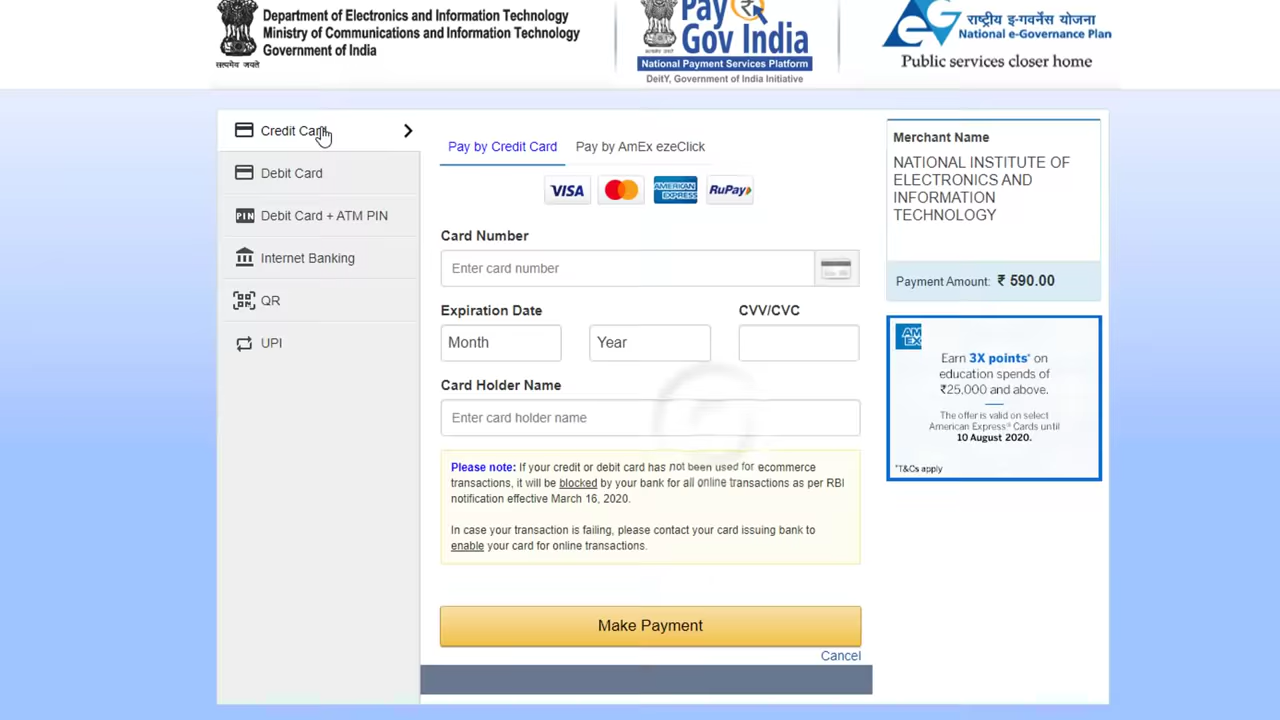 Department of Electronics and Information Technology
Ministry of Communications and Information Technology
Government of India
सत्यमेव जयते
Pay
Gov India
National Payment Services Platform
DeitY, Government of India Initiative
eG
राष्ट्रीय इ-गवर्नेंस योजना
National e-Governance Plan
Public services closer home
Credit Card
Debit Card
PIN Debit Card + ATM PIN
Internet Banking
QR
UPI
Pay by Credit Card Pay by AmEx ezeClick
VISA AMERICAN EXPRESS RuPay
Card Number
Enter card number
Expiration Date CVV/CVC
Month Year
Card Holder Name
Enter card holder name
Please note: If your credit or debit card has not been used for ecommerce
transactions, it will be blocked by your bank for all online transactions as per RBI
notification effective March 16, 2020.
In case your transaction is failing, please contact your card issuing bank to
enable your card for online transactions.
Make Payment
Cancel
Merchant Name
NATIONAL INSTITUTE OF
ELECTRONICS AND
INFORMATION
TECHNOLOGY
Payment Amount: ₹ 590.00
AM
EX
Earn 3X points* on
education spends of
₹25,000 and above.
The offer is valid on select
American Express® Cards until
10 August 2020.
*T&Cs apply